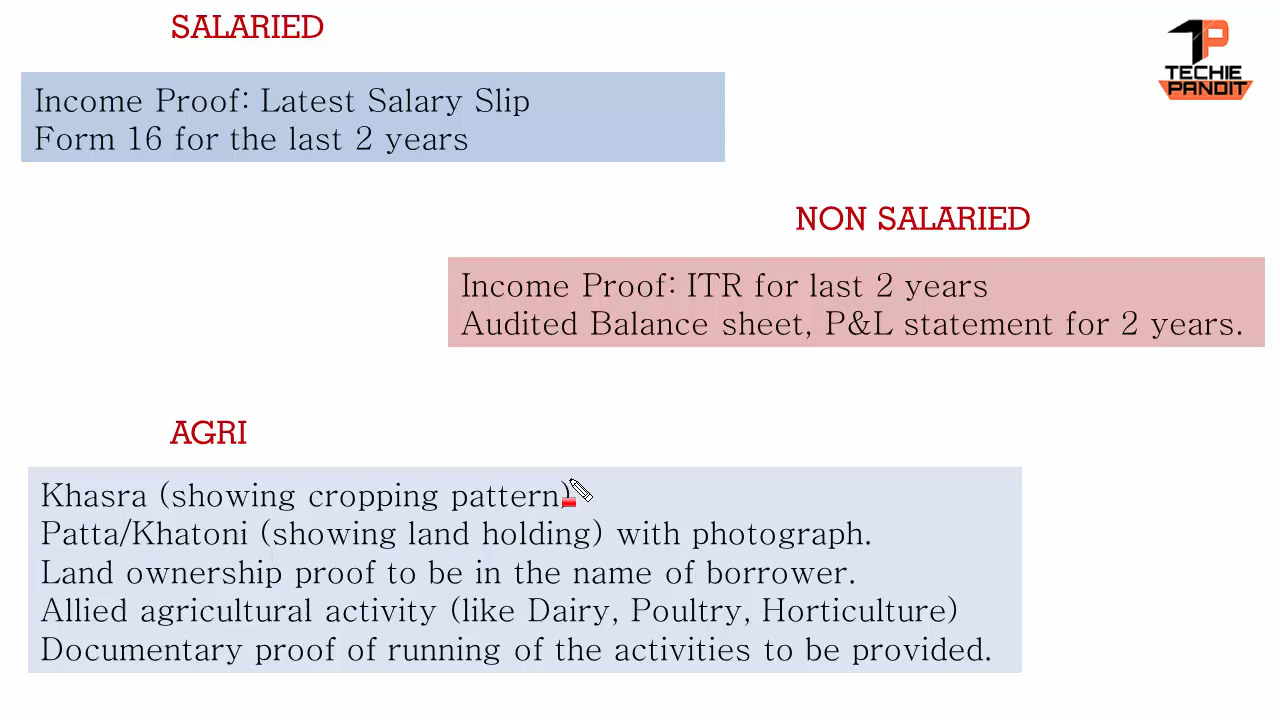 SALARIED
TECHIE
PANDIT
Income Proof: Latest Salary Slip
Form 16 for the last 2 years
NON SALARIED
Income Proof: ITR for last 2 years
Audited Balance sheet, P&L statement for 2 years.
AGRI
Khasra (showing cropping pattern)
Patta/Khatoni (showing land holding) with photograph.
Land ownership proof to be in the name of borrower.
Allied agricultural activity (like Dairy, Poultry, Horticulture)
Documentary proof of running of the activities to be provided.